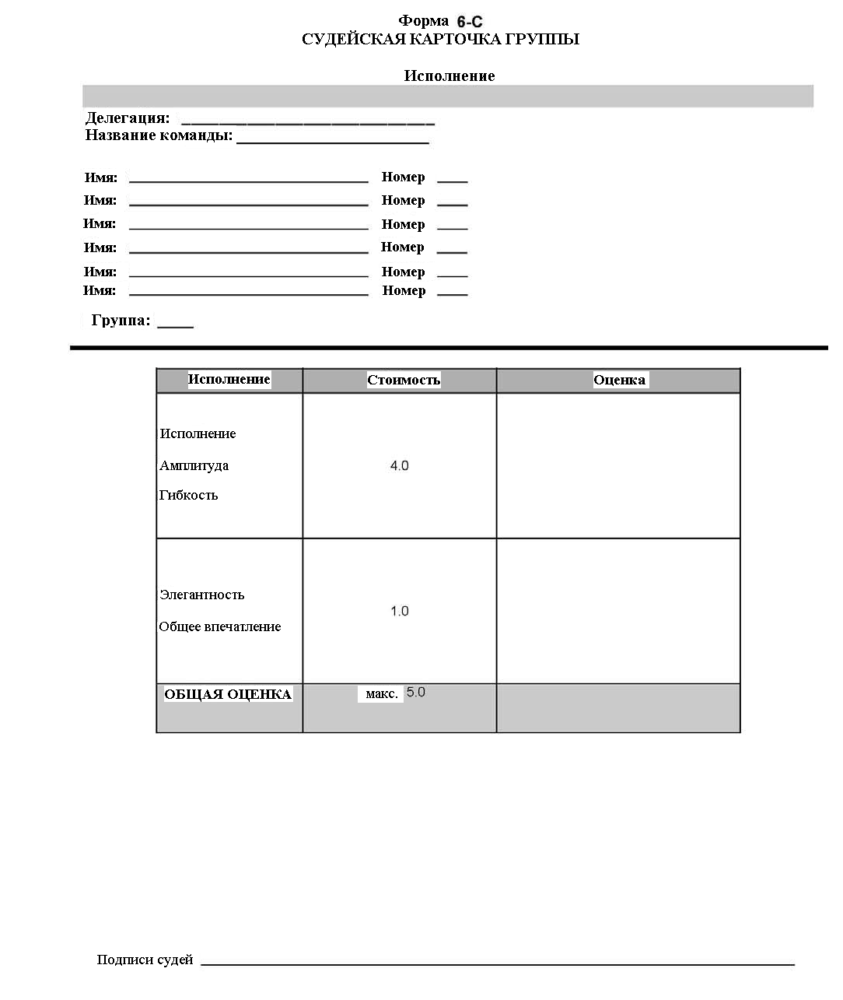 Форма 6-С
СУДЕЙСКАЯ КАРТОЧКА ГРУППЫ
Исполнение
Делегация:
Название команды:
Имя: Номер
Имя: Номер
Имя: Номер
Имя: Номер
Имя: Номер
Имя: Номер
Группа:
Исполнение Стоимость Оценка
Исполнение
Амплитуда 4.0
Гибкость
Элегантность
1.0
Общее впечатление
ОБЩАЯ ОЦЕНКА макс. 5.0
Подписи судей